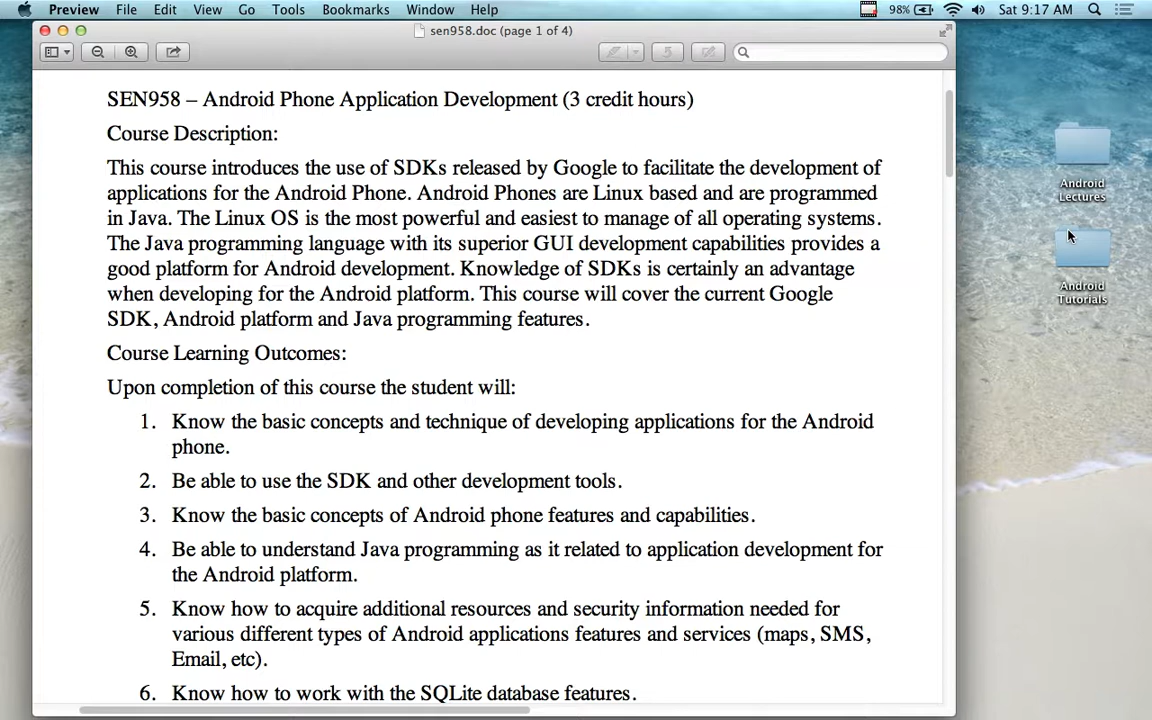 Preview File Edit View Go Tools Bookmarks Window Help 98% Sat 9:17 AM
sen958.doc (page 1 of 4)
SEN958 – Android Phone Application Development (3 credit hours)
Course Description:
This course introduces the use of SDKs released by Google to facilitate the development of
applications for the Android Phone. Android Phones are Linux based and are programmed
in Java. The Linux OS is the most powerful and easiest to manage of all operating systems.
The Java programming language with its superior GUI development capabilities provides a
good platform for Android development. Knowledge of SDKs is certainly an advantage
when developing for the Android platform. This course will cover the current Google
SDK, Android platform and Java programming features.
Course Learning Outcomes:
Upon completion of this course the student will:
1. Know the basic concepts and technique of developing applications for the Android
phone.
2. Be able to use the SDK and other development tools.
3. Know the basic concepts of Android phone features and capabilities.
4. Be able to understand Java programming as it related to application development for
the Android platform.
5. Know how to acquire additional resources and security information needed for
various different types of Android applications features and services (maps, SMS,
Email, etc).
6. Know how to work with the SQLite database features.
Android
Lectures
Android
Tutorials